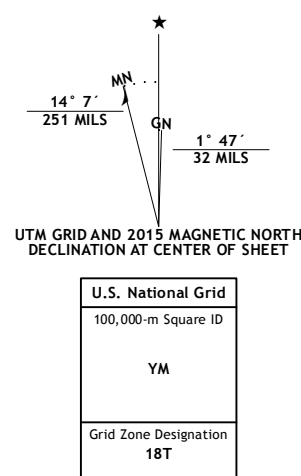 ★
MN
14° 7´
251 MILS
GN
1° 47´
32 MILS
UTM GRID AND 2015 MAGNETIC NORTH
DECLINATION AT CENTER OF SHEET
U.S. National Grid
100,000-m Square ID
YM
Grid Zone Designation
18T